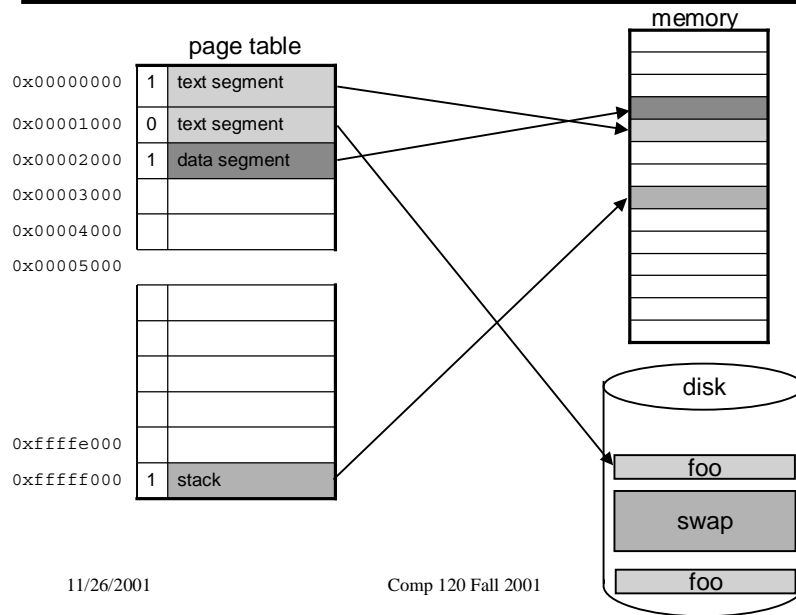 memory
page table
0x00000000 1 text segment
0x00001000 0 text segment
0x00002000 1 data segment
0x00003000
0x00004000
0x00005000
disk
0xffffe000
foo
0xfffff000 1 stack
swap
foo
11/26/2001 Comp 120 Fall 2001